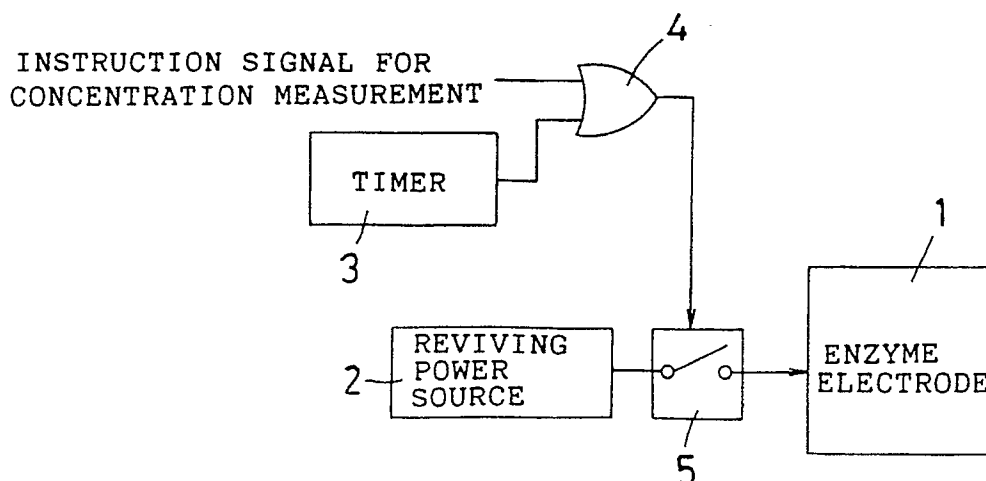 4
INSTRUCTION SIGNAL FOR
CONCENTRATION MEASUREMENT
TIMER
3
1
REVIVING
POWER
SOURCE
2
ENZYME
ELECTRODE
5